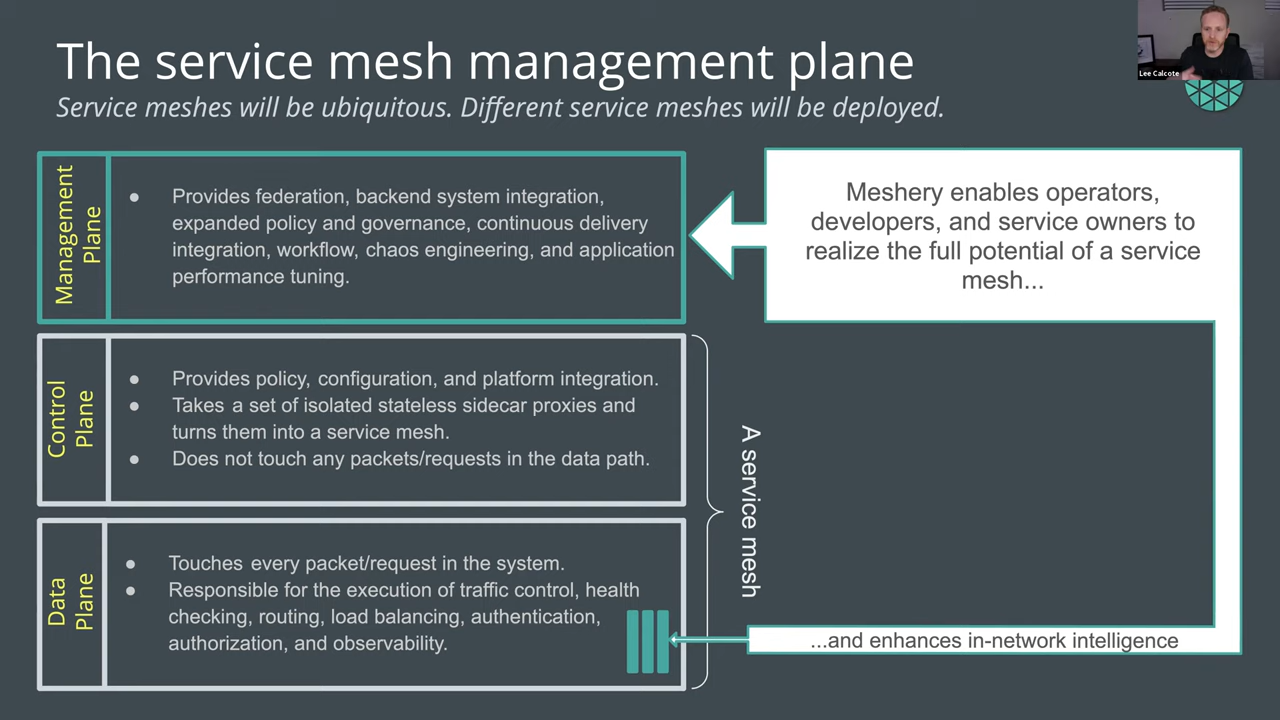 The service mesh management plane
Service meshes will be ubiquitous. Different service meshes will be deployed.
Lee Calcote
Management
Plane
● Provides federation, backend system integration,
expanded policy and governance, continuous delivery
integration, workflow, chaos engineering, and application
performance tuning.
Meshery enables operators,
developers, and service owners to
realize the full potential of a service
mesh...
Control
Plane
● Provides policy, configuration, and platform integration.
● Takes a set of isolated stateless sidecar proxies and
turns them into a service mesh.
● Does not touch any packets/requests in the data path.
A service mesh
Data
Plane
● Touches every packet/request in the system.
● Responsible for the execution of traffic control, health
checking, routing, load balancing, authentication,
authorization, and observability.
...and enhances in-network intelligence